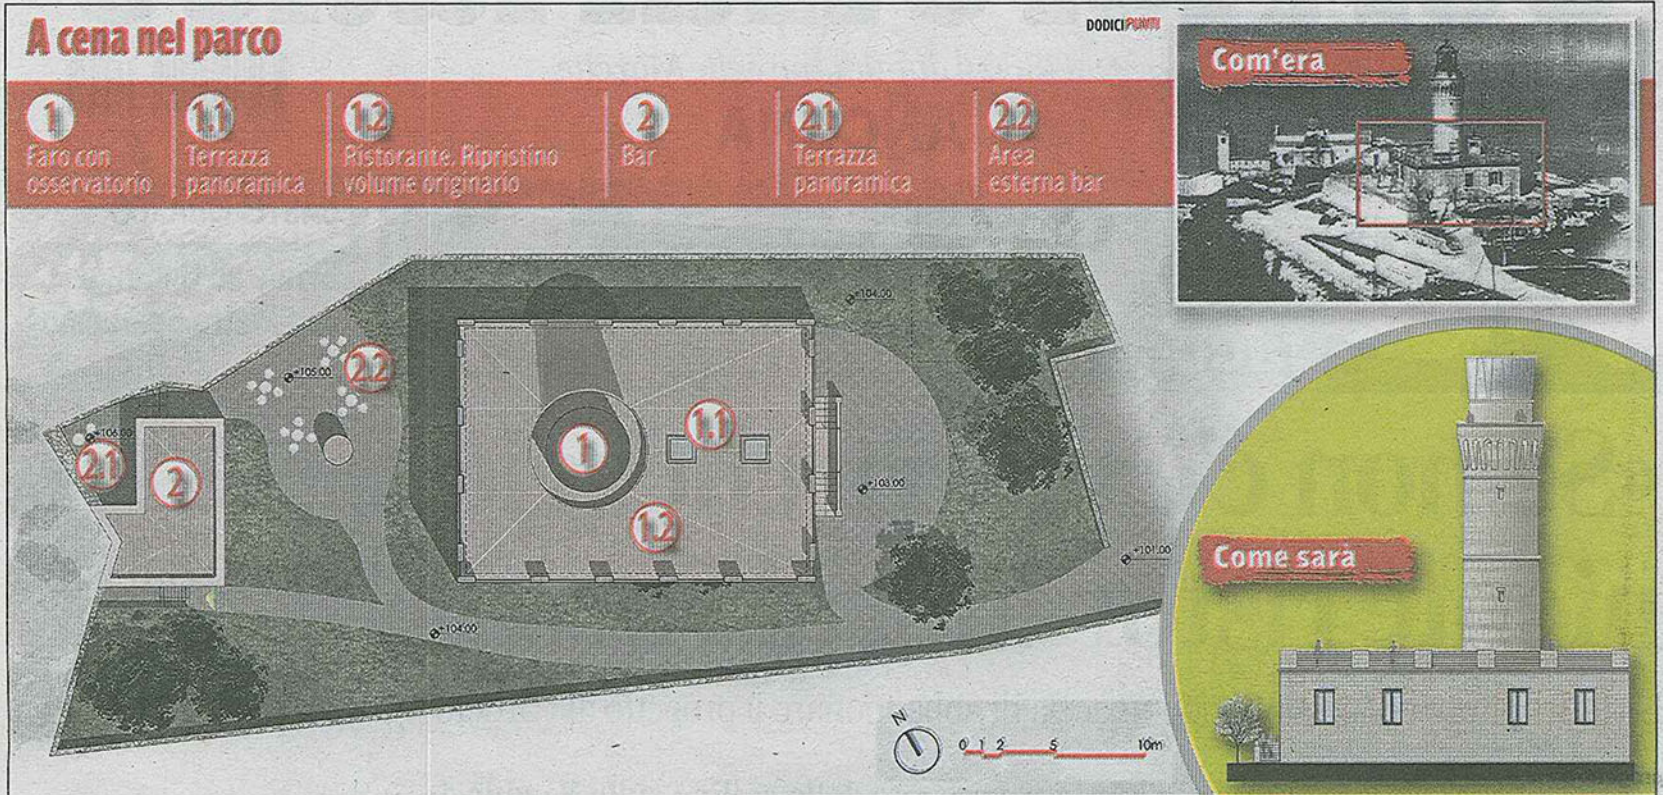 A cena nel parco
DODICIPUNTI
1
Faro con
osservatorio
1.1
Terrazza
panoramica
1.2
Ristorante. Ripristino
volume originario
2
Bar
2.1
Terrazza
panoramica
2.2
Area
esterna bar
Com'era
+104.00
+105.00
2.2
+106.00
2.1
2
1
1.1
1.2
+103.00
+101.00
+104.00
Come sarà
N
0 1 2 5 10m